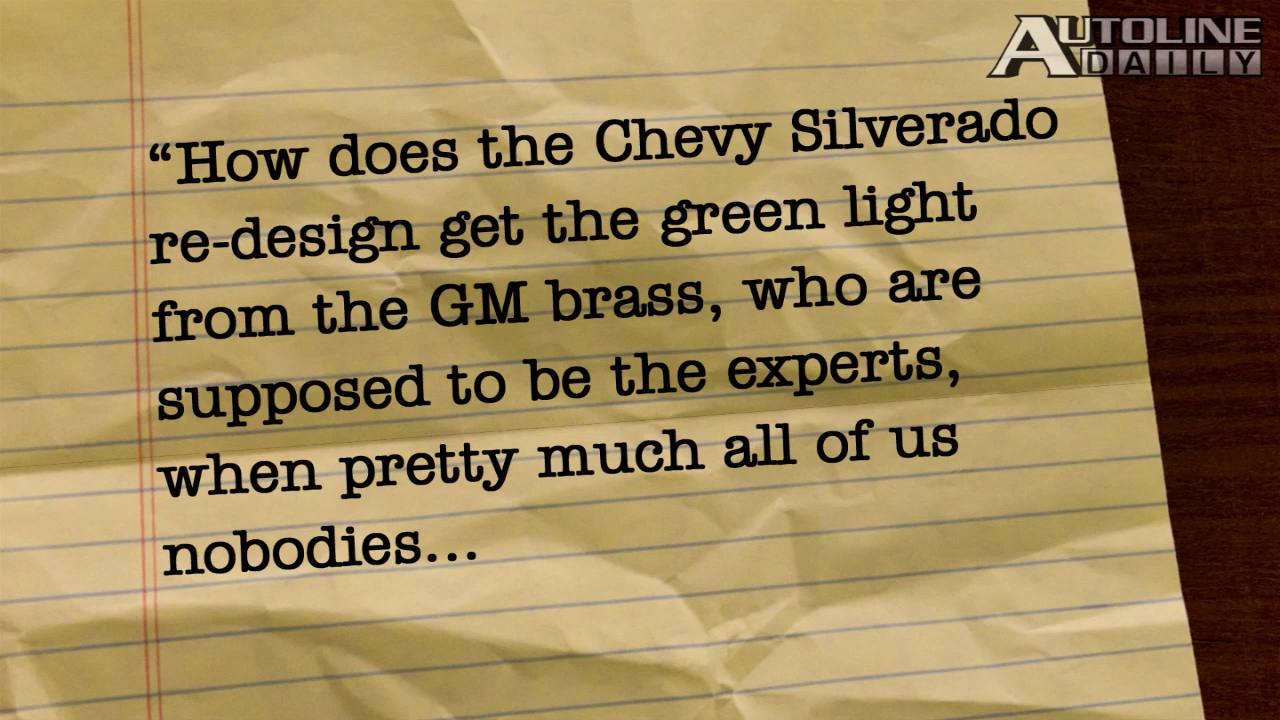 AUTOLINE
DAILY
“How does the Chevy Silverado
re-design get the green light
from the GM brass, who are
supposed to be the experts,
when pretty much all of us
nobodies...